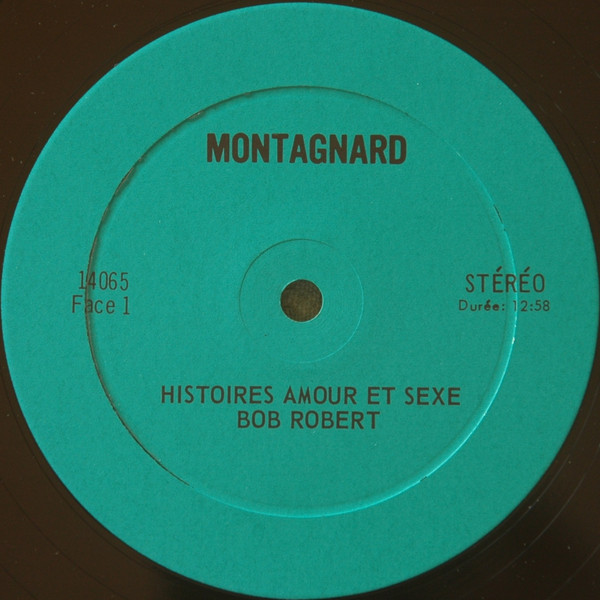 MONTAGNARD
14065
Face 1
STÉRÉO
Durée: 12:58
HISTOIRES AMOUR ET SEXE
BOB ROBERT